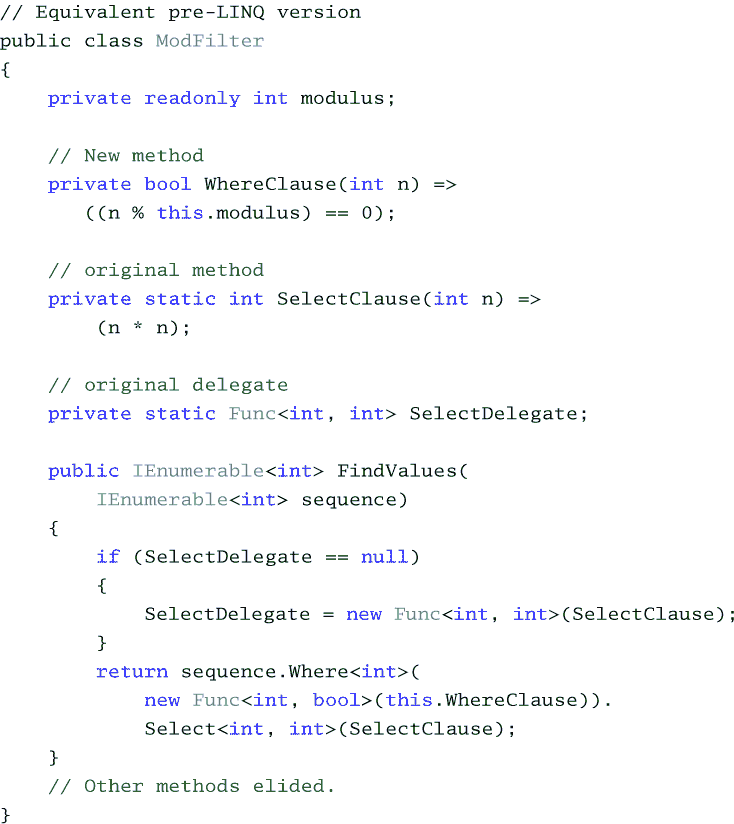 // Equivalent pre-LINQ version
public class ModFilter
{
    private readonly int modulus;

    // New method
    private bool WhereClause(int n) =>
       ((n % this.modulus) == 0);

    // original method
    private static int SelectClause(int n) =>
        (n * n);

    // original delegate
    private static Func<int, int> SelectDelegate;

    public IEnumerable<int> FindValues(
        IEnumerable<int> sequence)
    {
        if (SelectDelegate == null)
        {
            SelectDelegate = new Func<int, int>(SelectClause);
        }
        return sequence.Where<int>(
            new Func<int, bool>(this.WhereClause)).
            Select<int, int>(SelectClause);
    }
    // Other methods elided.
}